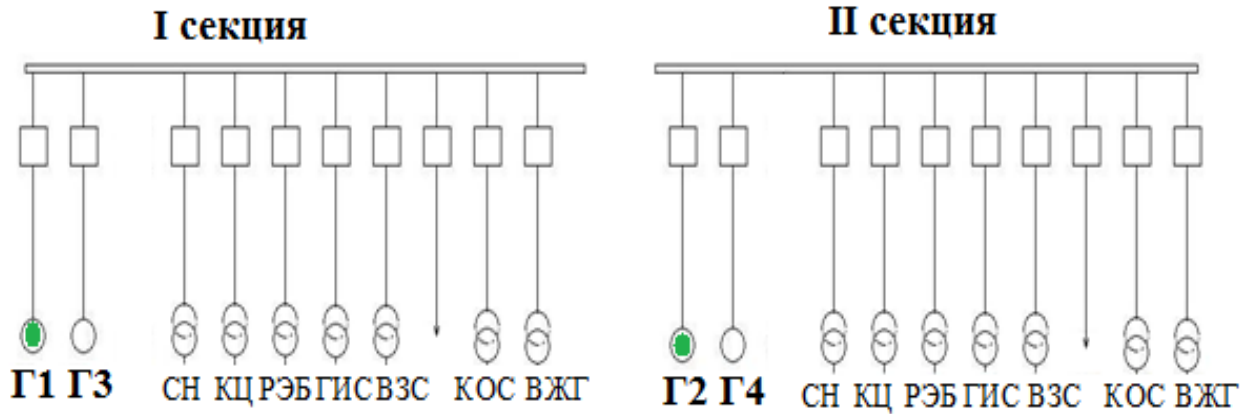 I секция
II секция
Г1 Г3 СН КЦ РЭБ ГИС ВЗС КОС ВЖГ
Г2 Г4 СН КЦ РЭБ ГИС ВЗС КОС ВЖГ